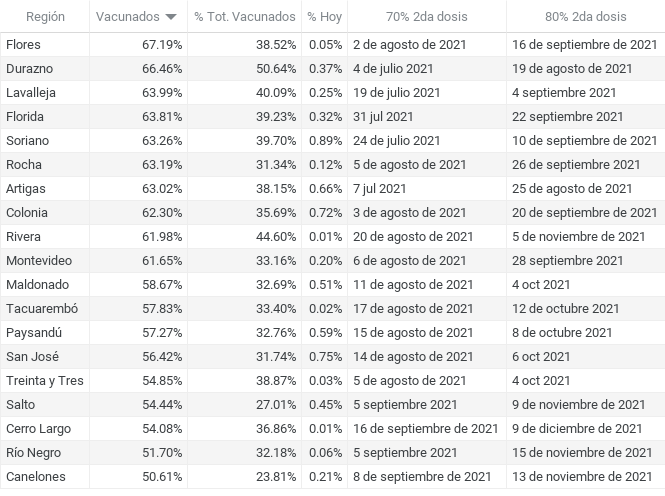 Región Vacunados % Tot. Vacunados % Hoy 70% 2da dosis 80% 2da dosis
Flores 67.19% 38.52% 0.05% 2 de agosto de 2021 16 de septiembre de 2021
Durazno 66.46% 50.64% 0.37% 4 de julio 2021 19 de agosto de 2021
Lavalleja 63.99% 40.09% 0.25% 19 de julio 2021 4 septiembre 2021
Florida 63.81% 39.23% 0.32% 31 jul 2021 22 septiembre 2021
Soriano 63.26% 39.70% 0.89% 24 de julio 2021 10 de septiembre de 2021
Rocha 63.19% 31.34% 0.12% 5 de agosto de 2021 26 de septiembre 2021
Artigas 63.02% 38.15% 0.66% 7 jul 2021 25 de agosto de 2021
Colonia 62.30% 35.69% 0.72% 3 de agosto de 2021 20 de septiembre de 2021
Rivera 61.98% 44.60% 0.01% 20 de agosto de 2021 5 de noviembre de 2021
Montevideo 61.65% 33.16% 0.20% 6 de agosto de 2021 28 septiembre 2021
Maldonado 58.67% 32.69% 0.51% 11 de agosto de 2021 4 oct 2021
Tacuarembó 57.83% 33.40% 0.02% 17 de agosto de 2021 12 de octubre 2021
Paysandú 57.27% 32.76% 0.59% 15 de agosto de 2021 8 de octubre 2021
San José 56.42% 31.74% 0.75% 14 de agosto de 2021 6 oct 2021
Treinta y Tres 54.85% 38.87% 0.03% 5 de agosto de 2021 4 oct 2021
Salto 54.44% 27.01% 0.45% 5 septiembre 2021 9 de noviembre de 2021
Cerro Largo 54.08% 36.86% 0.01% 16 de septiembre de 2021 9 de diciembre de 2021
Río Negro 51.70% 32.18% 0.06% 5 septiembre 2021 15 de noviembre de 2021
Canelones 50.61% 23.81% 0.21% 8 de septiembre de 2021 13 de noviembre de 2021